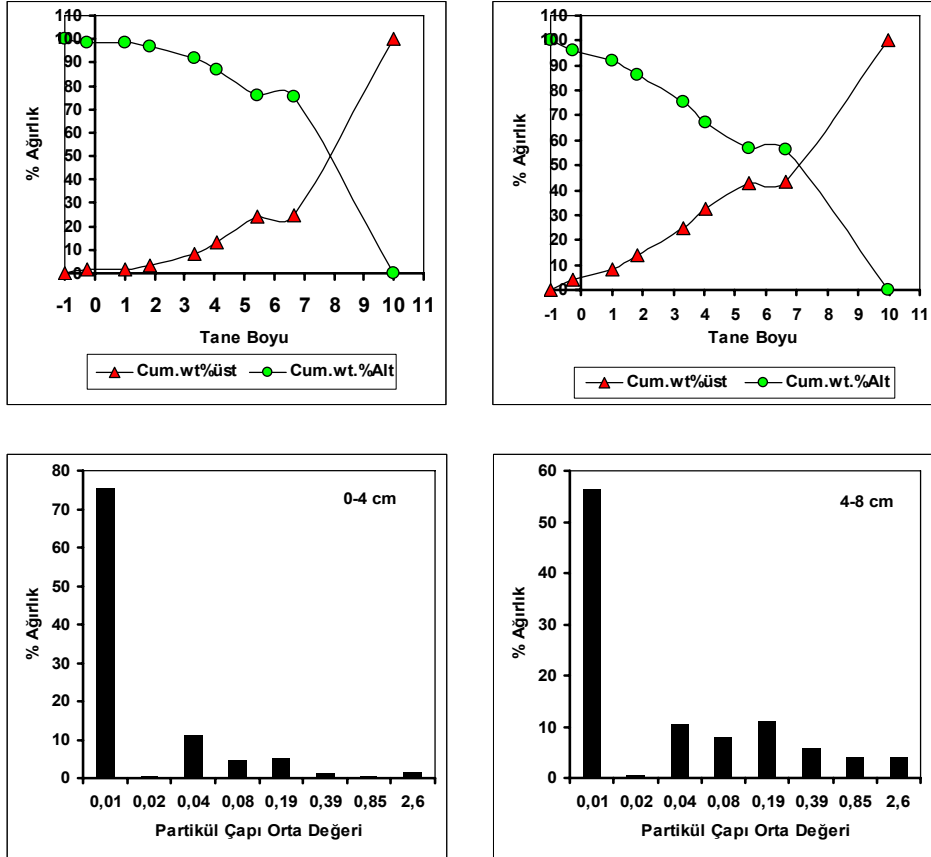 110
100
90
80
70
60
50
40
30
20
10
0
% Ağırlık
-1 0 1 2 3 4 5 6 7 8 9 10 11
Tane Boyu
Cum.wt%üst Cum.wt.%Alt
110
100
90
80
70
60
50
40
30
20
10
0
% Ağırlık
-1 0 1 2 3 4 5 6 7 8 9 10 11
Tane Boyu
Cum.wt%üst Cum.wt.%Alt
80
70
60
50
40
30
20
10
0
% Ağırlık
0-4 cm
0,01 0,02 0,04 0,08 0,19 0,39 0,85 2,6
Partikül Çapı Orta Değeri
60
50
40
30
20
10
0
% Ağırlık
4-8 cm
0,01 0,02 0,04 0,08 0,19 0,39 0,85 2,6
Partikül Çapı Orta Değeri